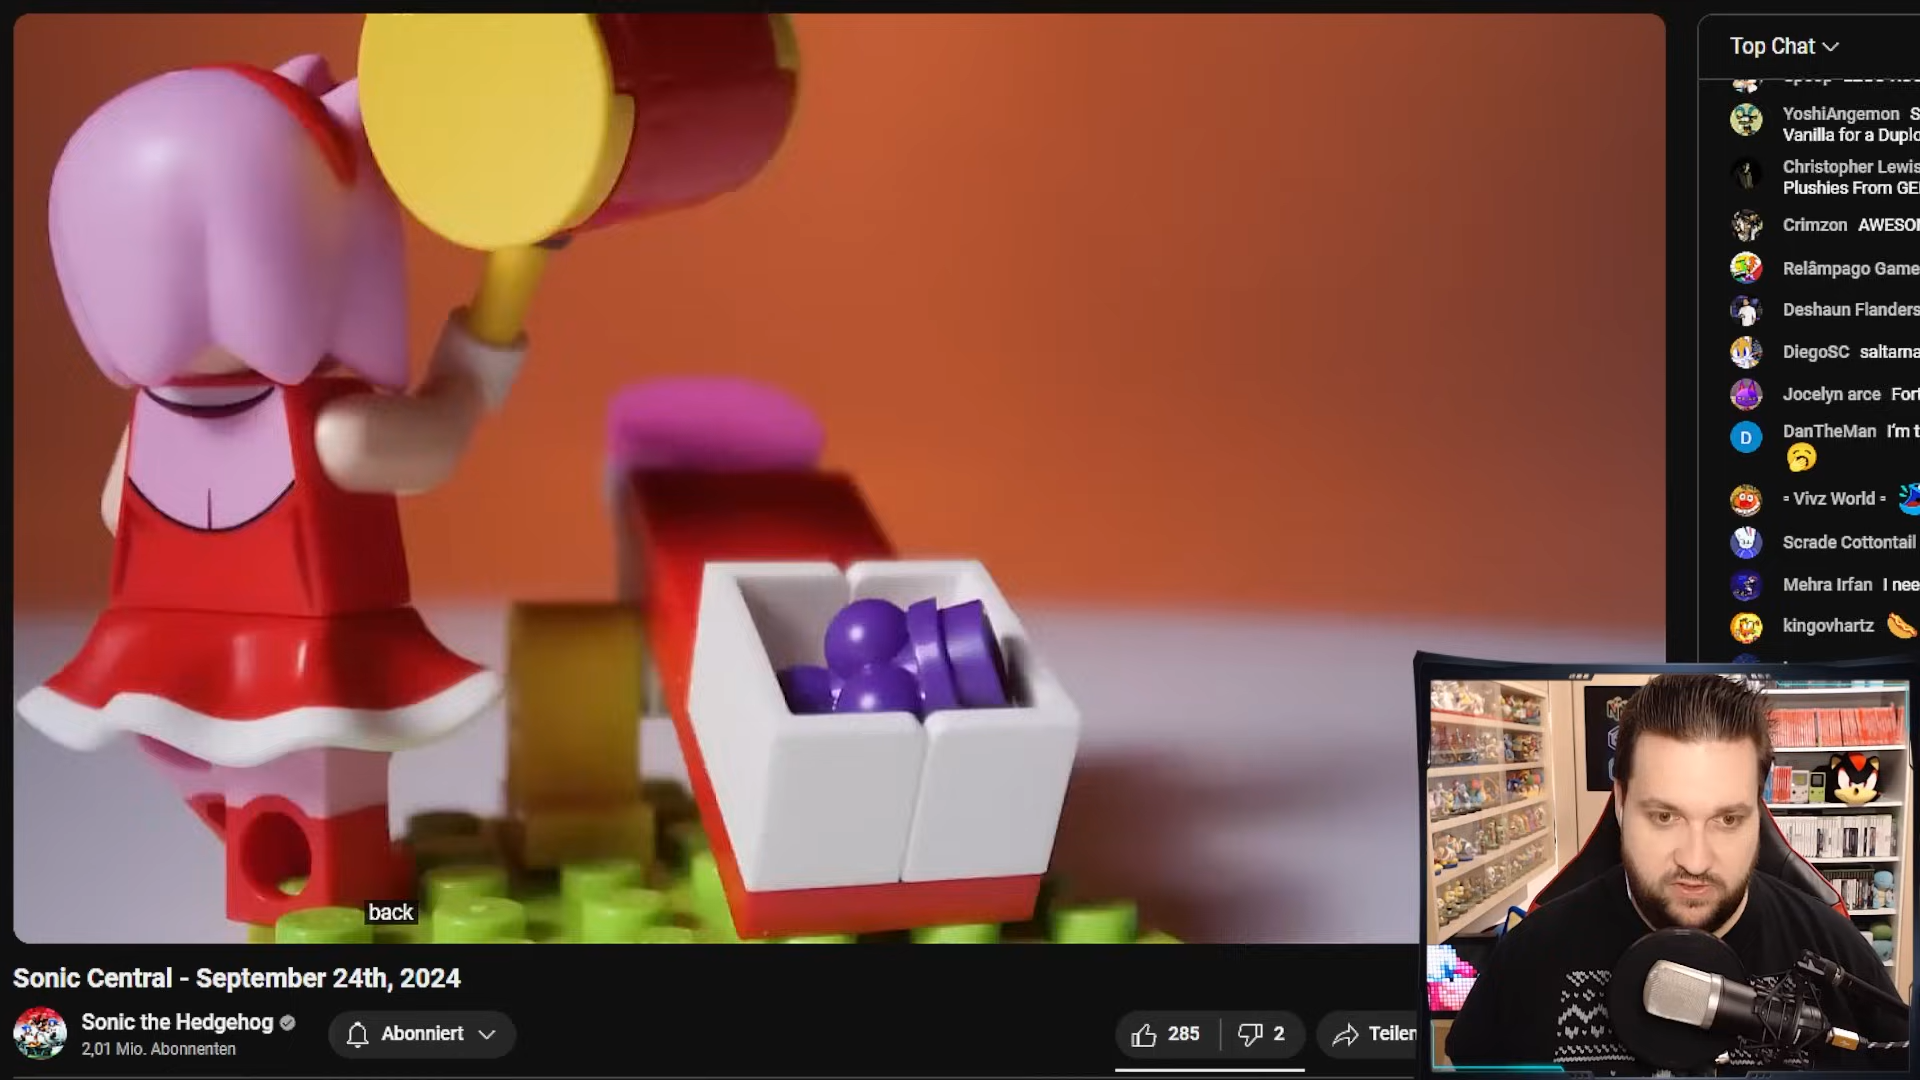 Top Chat
YoshiAngemon S
Vanilla for a Duplo
Christopher Lewis
Plushies From GE
Crimzon AWESO
Relâmpago Game
Deshaun Flanders
DiegoSC saltama
Jocelyn arce Fort
D
DanTheMan I'm t
Vivz World
Scrade Cottontail
Mehra Irfan I nee
kingovhartz
back
Sonic Central - September 24th, 2024
Sonic the Hedgehog
2,01 Mio. Abonnenten
Abonniert
285
2
Teilen